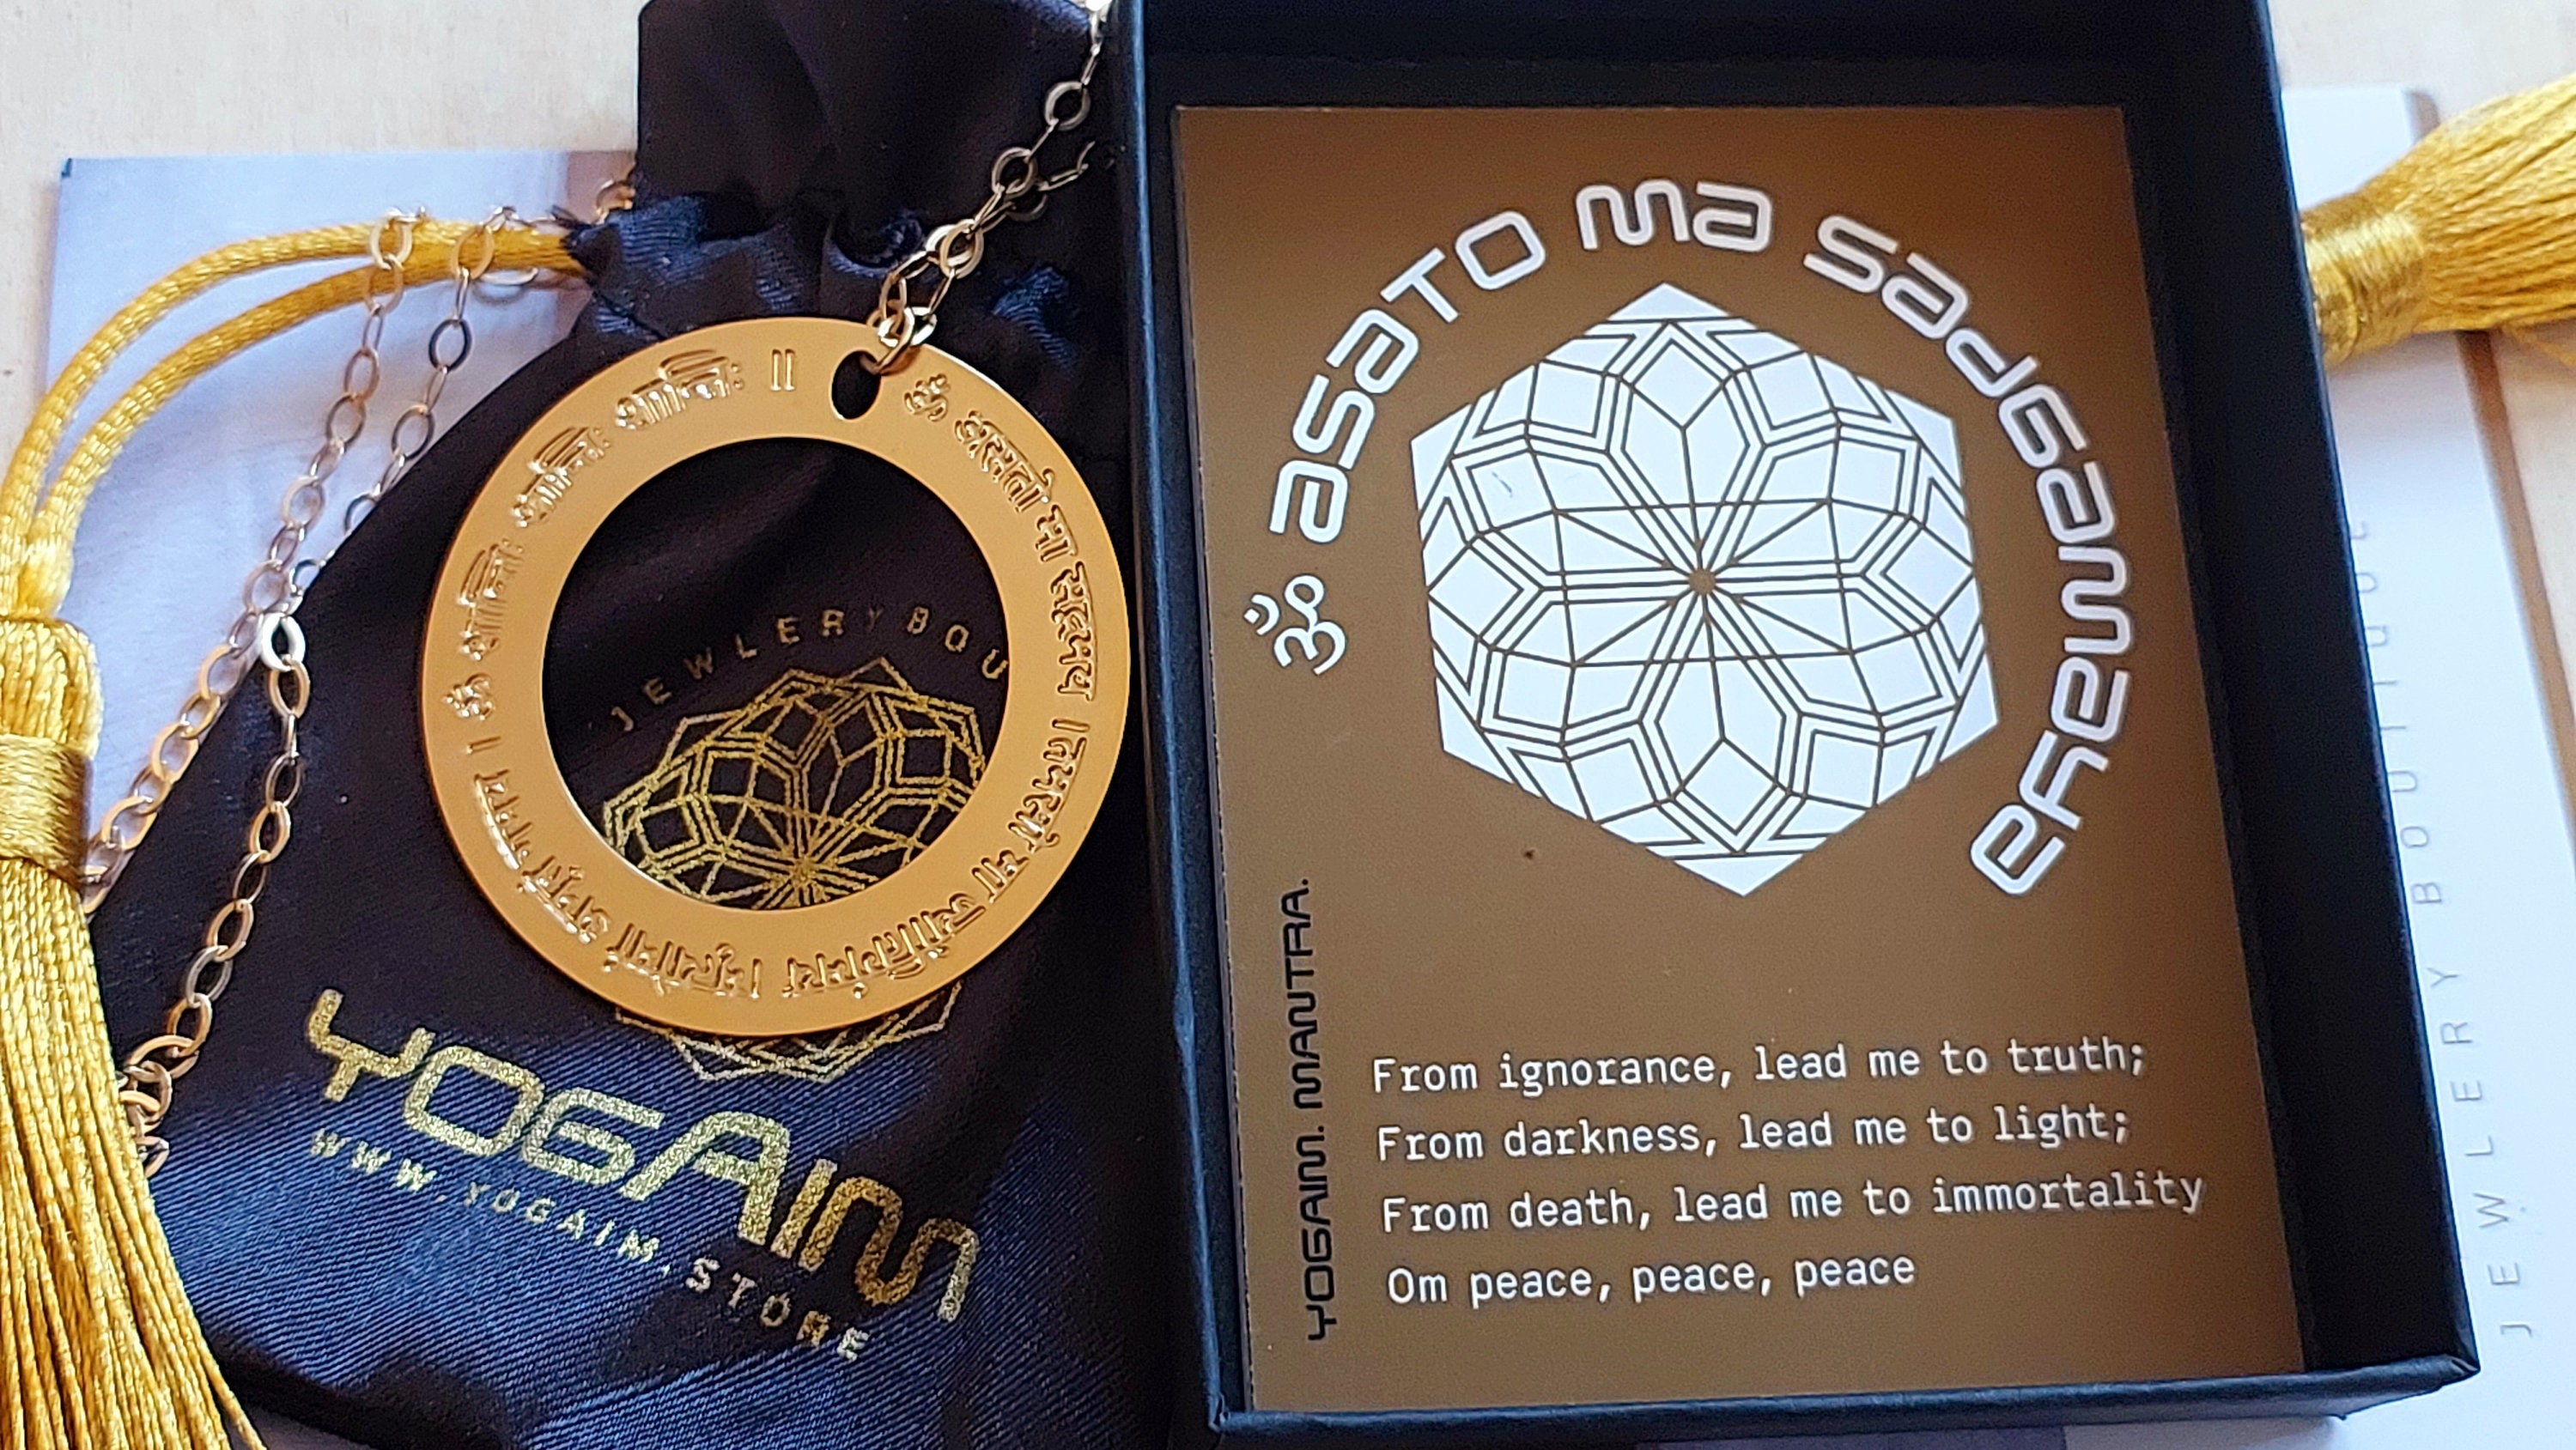 ॐ असतो मा सद्गमय । तमसो मा ज्योतिर्गमय । मृत्योर्मा अमृतं गमय । ॐ शान्तिः शान्तिः शान्तिः ॥
JEWLERY BOU
YOGAIM
WWW.YOGAIM.STORE
ॐ asaTO ma sadgamaya
YOGAIM. MANTRA.
From ignorance, lead me to truth;
From darkness, lead me to light;
From death, lead me to immortality
Om peace, peace, peace
JEWLERY BOUTIQUE